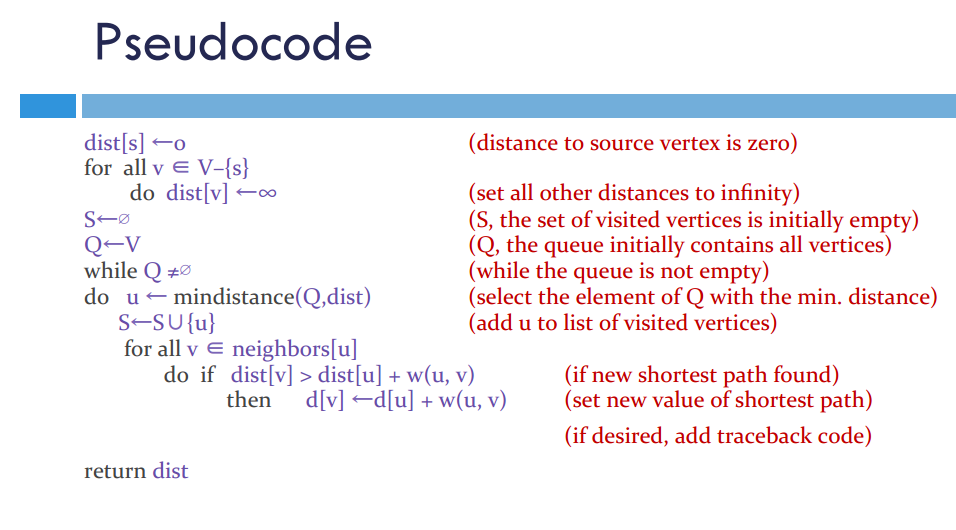 Pseudocode
dist[s] ←o (distance to source vertex is zero)
for all v ∈ V–{s}
do dist[v] ←∞ (set all other distances to infinity)
S←∅ (S, the set of visited vertices is initially empty)
Q←V (Q, the queue initially contains all vertices)
while Q ≠∅ (while the queue is not empty)
do u ← mindistance(Q,dist) (select the element of Q with the min. distance)
S←S∪{u} (add u to list of visited vertices)
for all v ∈ neighbors[u]
do if dist[v] > dist[u] + w(u, v) (if new shortest path found)
then d[v] ←d[u] + w(u, v) (set new value of shortest path)
(if desired, add traceback code)
return dist